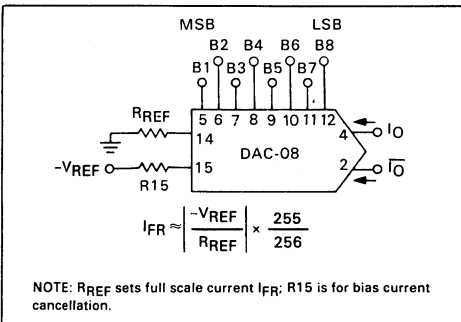 MSB LSB
B2 B4 B6 B8
B1 B3 B5 B7
RREF
5 6 7 8 9 10 11 12
14 4 IO
DAC-08
-VREF 15 2 I̅O̅
R15
IFR ≈ | -VREF / RREF | × 255 / 256
NOTE: RREF sets full scale current IFR; R15 is for bias current
cancellation.